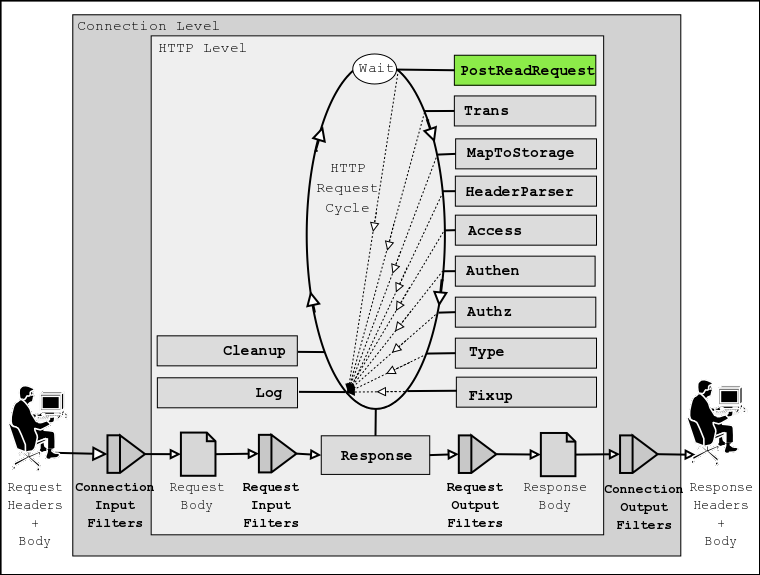 Connection Level
HTTP Level
Wait
PostReadRequest
Trans
MapToStorage
HTTP
Request
Cycle
HeaderParser
Access
Authen
Authz
Cleanup
Type
Log
Fixup
Response
Request
Headers
+
Body
Connection
Input
Filters
Request
Body
Request
Input
Filters
Request
Output
Filters
Response
Body
Connection
Output
Filters
Response
Headers
+
Body